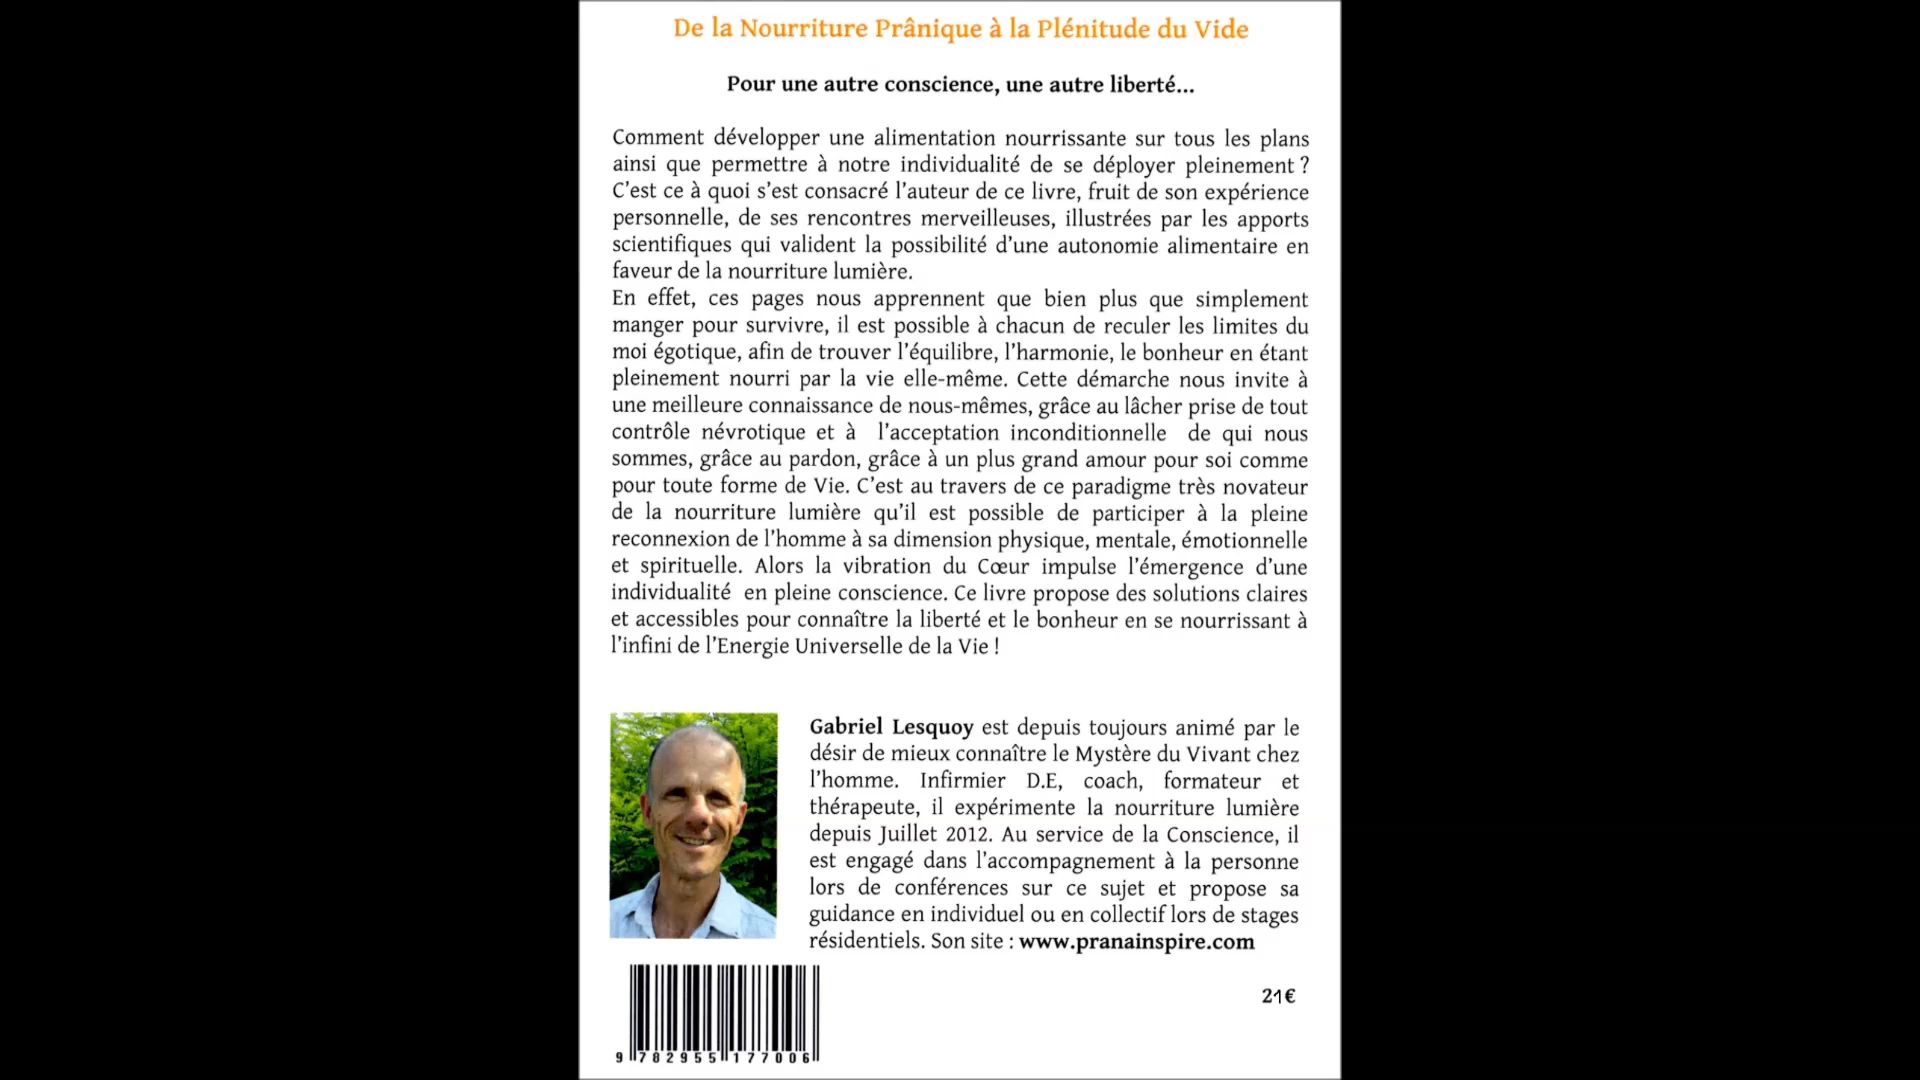 De la Nourriture Prânique à la Plénitude du Vide
Pour une autre conscience, une autre liberté...
Comment développer une alimentation nourrissante sur tous les plans
ainsi que permettre à notre individualité de se déployer pleinement ?
C'est ce à quoi s'est consacré l'auteur de ce livre, fruit de son expérience
personnelle, de ses rencontres merveilleuses, illustrées par les apports
scientifiques qui valident la possibilité d'une autonomie alimentaire en
faveur de la nourriture lumière.
En effet, ces pages nous apprennent que bien plus que simplement
manger pour survivre, il est possible à chacun de reculer les limites du
moi égotique, afin de trouver l'équilibre, l'harmonie, le bonheur en étant
pleinement nourri par la vie elle-même. Cette démarche nous invite à
une meilleure connaissance de nous-mêmes, grâce au lâcher prise de tout
contrôle névrotique et à l'acceptation inconditionnelle de qui nous
sommes, grâce au pardon, grâce à un plus grand amour pour soi comme
pour toute forme de Vie. C'est au travers de ce paradigme très novateur
de la nourriture lumière qu'il est possible de participer à la pleine
reconnexion de l'homme à sa dimension physique, mentale, émotionnelle
et spirituelle. Alors la vibration du Cœur impulse l'émergence d'une
individualité en pleine conscience. Ce livre propose des solutions claires
et accessibles pour connaître la liberté et le bonheur en se nourrissant à
l'infini de l'Energie Universelle de la Vie !
Gabriel Lesquoy est depuis toujours animé par le
désir de mieux connaître le Mystère du Vivant chez
l'homme. Infirmier D.E, coach, formateur et
thérapeute, il expérimente la nourriture lumière
depuis Juillet 2012. Au service de la Conscience, il
est engagé dans l'accompagnement à la personne
lors de conférences sur ce sujet et propose sa
guidance en individuel ou en collectif lors de stages
résidentiels. Son site : www.pranainspire.com
21€
9 782955 177006